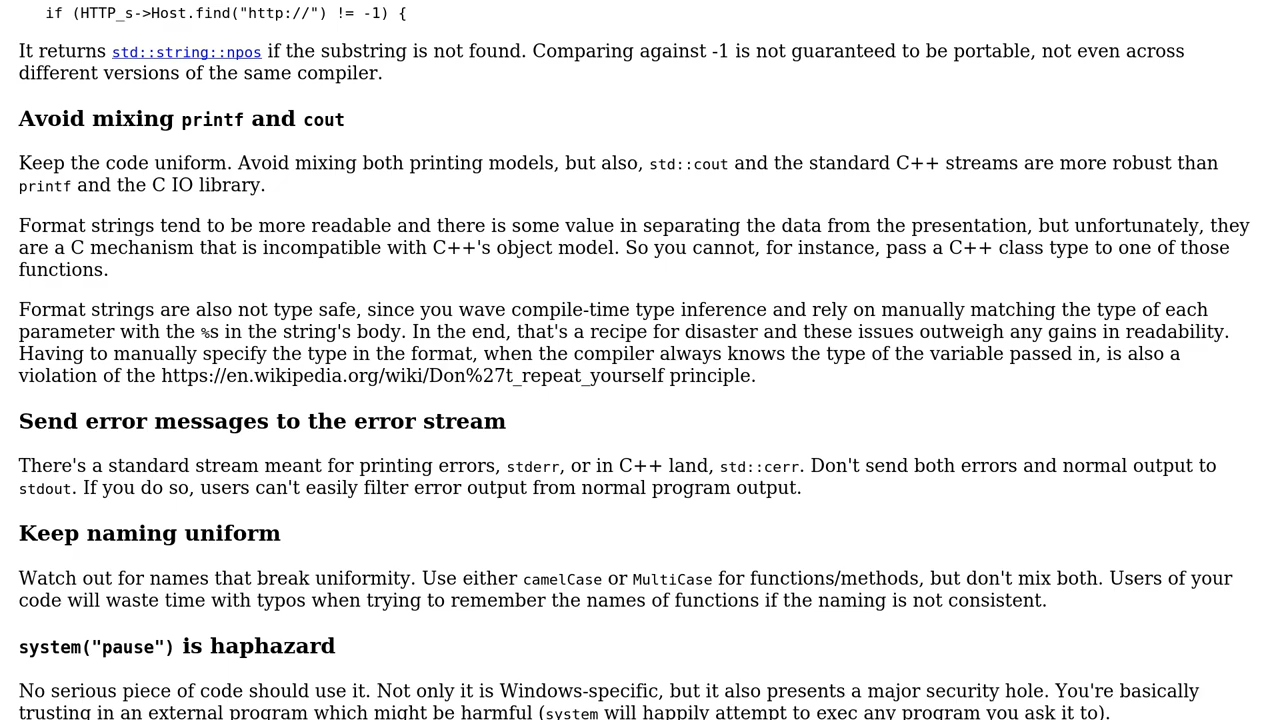 if (HTTP_s->Host.find("http://") != -1) {
It returns std::string::npos if the substring is not found. Comparing against -1 is not guaranteed to be portable, not even across
different versions of the same compiler.
Avoid mixing printf and cout
Keep the code uniform. Avoid mixing both printing models, but also, std::cout and the standard C++ streams are more robust than
printf and the C IO library.
Format strings tend to be more readable and there is some value in separating the data from the presentation, but unfortunately, they
are a C mechanism that is incompatible with C++'s object model. So you cannot, for instance, pass a C++ class type to one of those
functions.
Format strings are also not type safe, since you wave compile-time type inference and rely on manually matching the type of each
parameter with the %s in the string's body. In the end, that's a recipe for disaster and these issues outweigh any gains in readability.
Having to manually specify the type in the format, when the compiler always knows the type of the variable passed in, is also a
violation of the https://en.wikipedia.org/wiki/Don%27t_repeat_yourself principle.
Send error messages to the error stream
There's a standard stream meant for printing errors, stderr, or in C++ land, std::cerr. Don't send both errors and normal output to
stdout. If you do so, users can't easily filter error output from normal program output.
Keep naming uniform
Watch out for names that break uniformity. Use either camelCase or MultiCase for functions/methods, but don't mix both. Users of your
code will waste time with typos when trying to remember the names of functions if the naming is not consistent.
system("pause") is haphazard
No serious piece of code should use it. Not only it is Windows-specific, but it also presents a major security hole. You're basically
trusting in an external program which might be harmful (system will happily attempt to exec any program you ask it to).